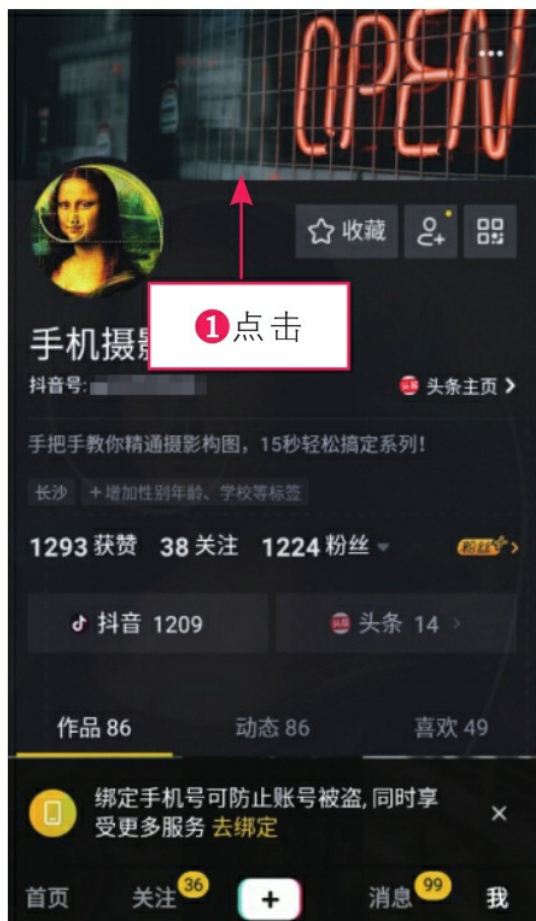 OPEN
收藏
❶点击
手机摄
抖音号:
头条主页
手把手教你精通摄影构图，15秒轻松搞定系列！
长沙
+增加性别年龄、学校等标签
1293 获赞 38 关注 1224 粉丝
粉丝
抖音 1209
头条 头条 14
作品 86
动态 86
喜欢 49
绑定手机号可防止账号被盗, 同时享
受更多服务 去绑定
首页
关注 36
+
消息 99
我